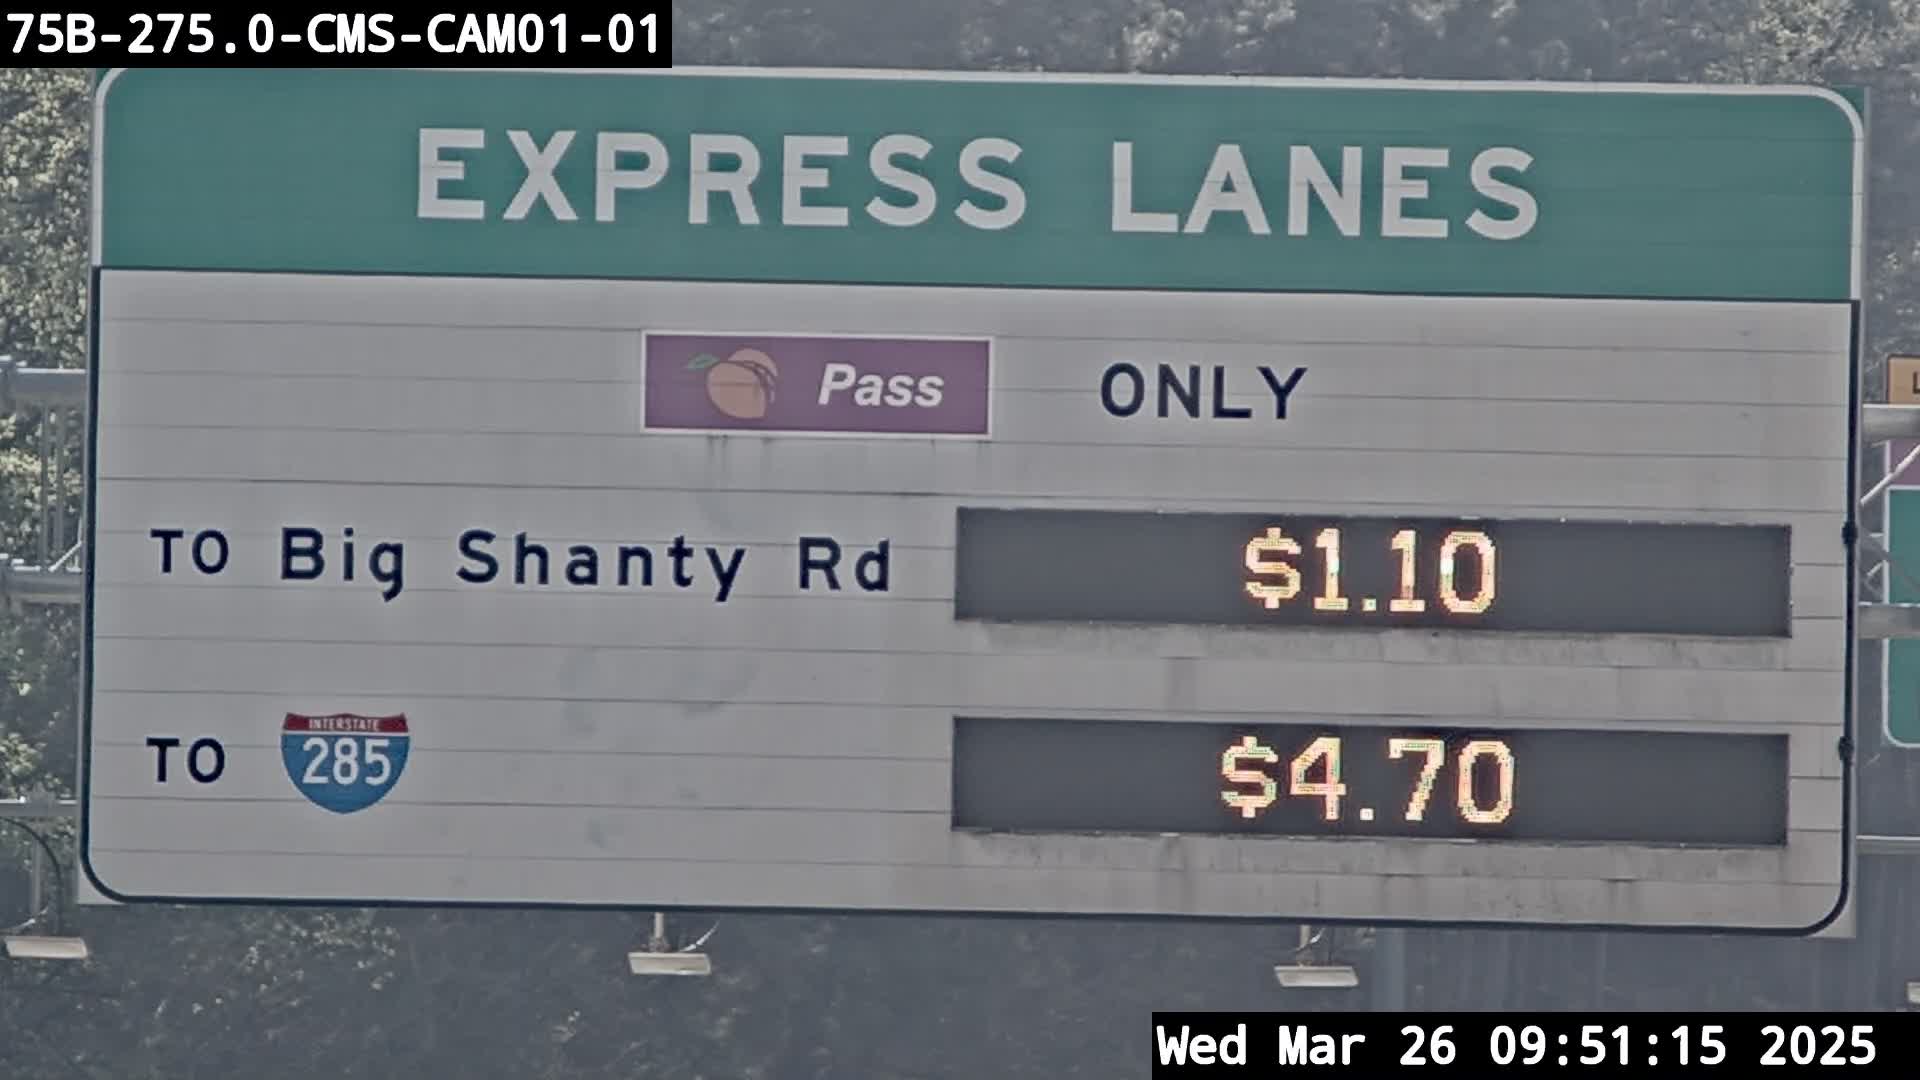 75B-275.0-CMS-CAM01-01
EXPRESS LANES
Pass ONLY
TO Big Shanty Rd $1.10
TO INTERSTATE 285 $4.70
Wed Mar 26 09:51:15 2025